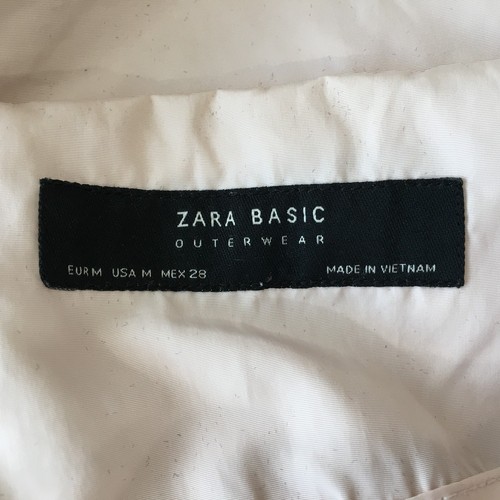 ZARA BASIC
OUTERWEAR
EUR M USA M MEX 28 MADE IN VIETNAM